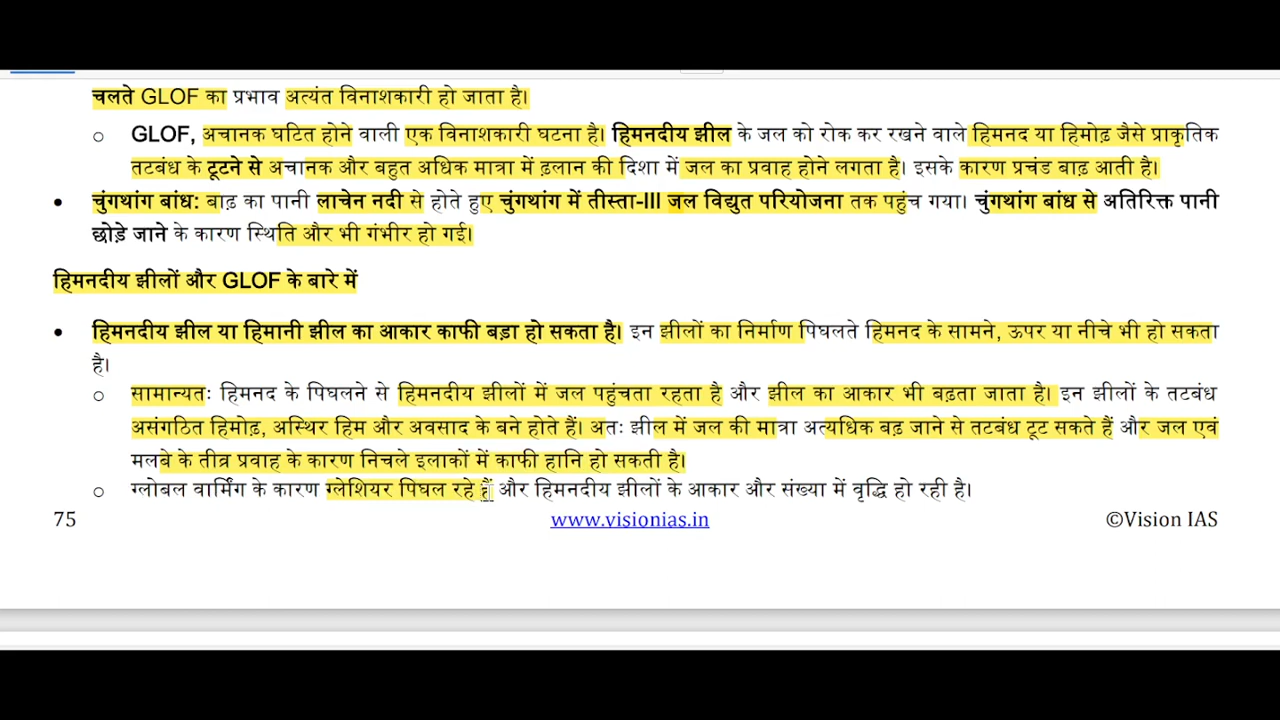 चलते GLOF का प्रभाव अत्यंत विनाशकारी हो जाता है।
o GLOF, अचानक घटित होने वाली एक विनाशकारी घटना है। हिमनदीय झील के जल को रोक कर रखने वाले हिमनद या हिमोढ़ जैसे प्राकृतिक
तटबंध के टूटने से अचानक और बहुत अधिक मात्रा में ढ़लान की दिशा में जल का प्रवाह होने लगता है। इसके कारण प्रचंड बाढ़ आती है।
• चुंगथांग बांध: बाढ़ का पानी लाचेन नदी से होते हुए चुंगथांग में तीस्ता-III जल विद्युत परियोजना तक पहुंच गया। चुंगथांग बांध से अतिरिक्त पानी
छोड़े जाने के कारण स्थिति और भी गंभीर हो गई।
हिमनदीय झीलों और GLOF के बारे में
• हिमनदीय झील या हिमानी झील का आकार काफी बड़ा हो सकता है। इन झीलों का निर्माण पिघलते हिमनद के सामने, ऊपर या नीचे भी हो सकता
है।
o सामान्यतः हिमनद के पिघलने से हिमनदीय झीलों में जल पहुंचता रहता है और झील का आकार भी बढ़ता जाता है। इन झीलों के तटबंध
असंगठित हिमोढ़, अस्थिर हिम और अवसाद के बने होते हैं। अतः झील में जल की मात्रा अत्यधिक बढ़ जाने से तटबंध टूट सकते हैं और जल एवं
मलबे के तीव्र प्रवाह के कारण निचले इलाकों में काफी हानि हो सकती है।
o ग्लोबल वार्मिंग के कारण ग्लेशियर पिघल रहे हैं और हिमनदीय झीलों के आकार और संख्या में वृद्धि हो रही है।
75 www.visionias.in ©Vision IAS